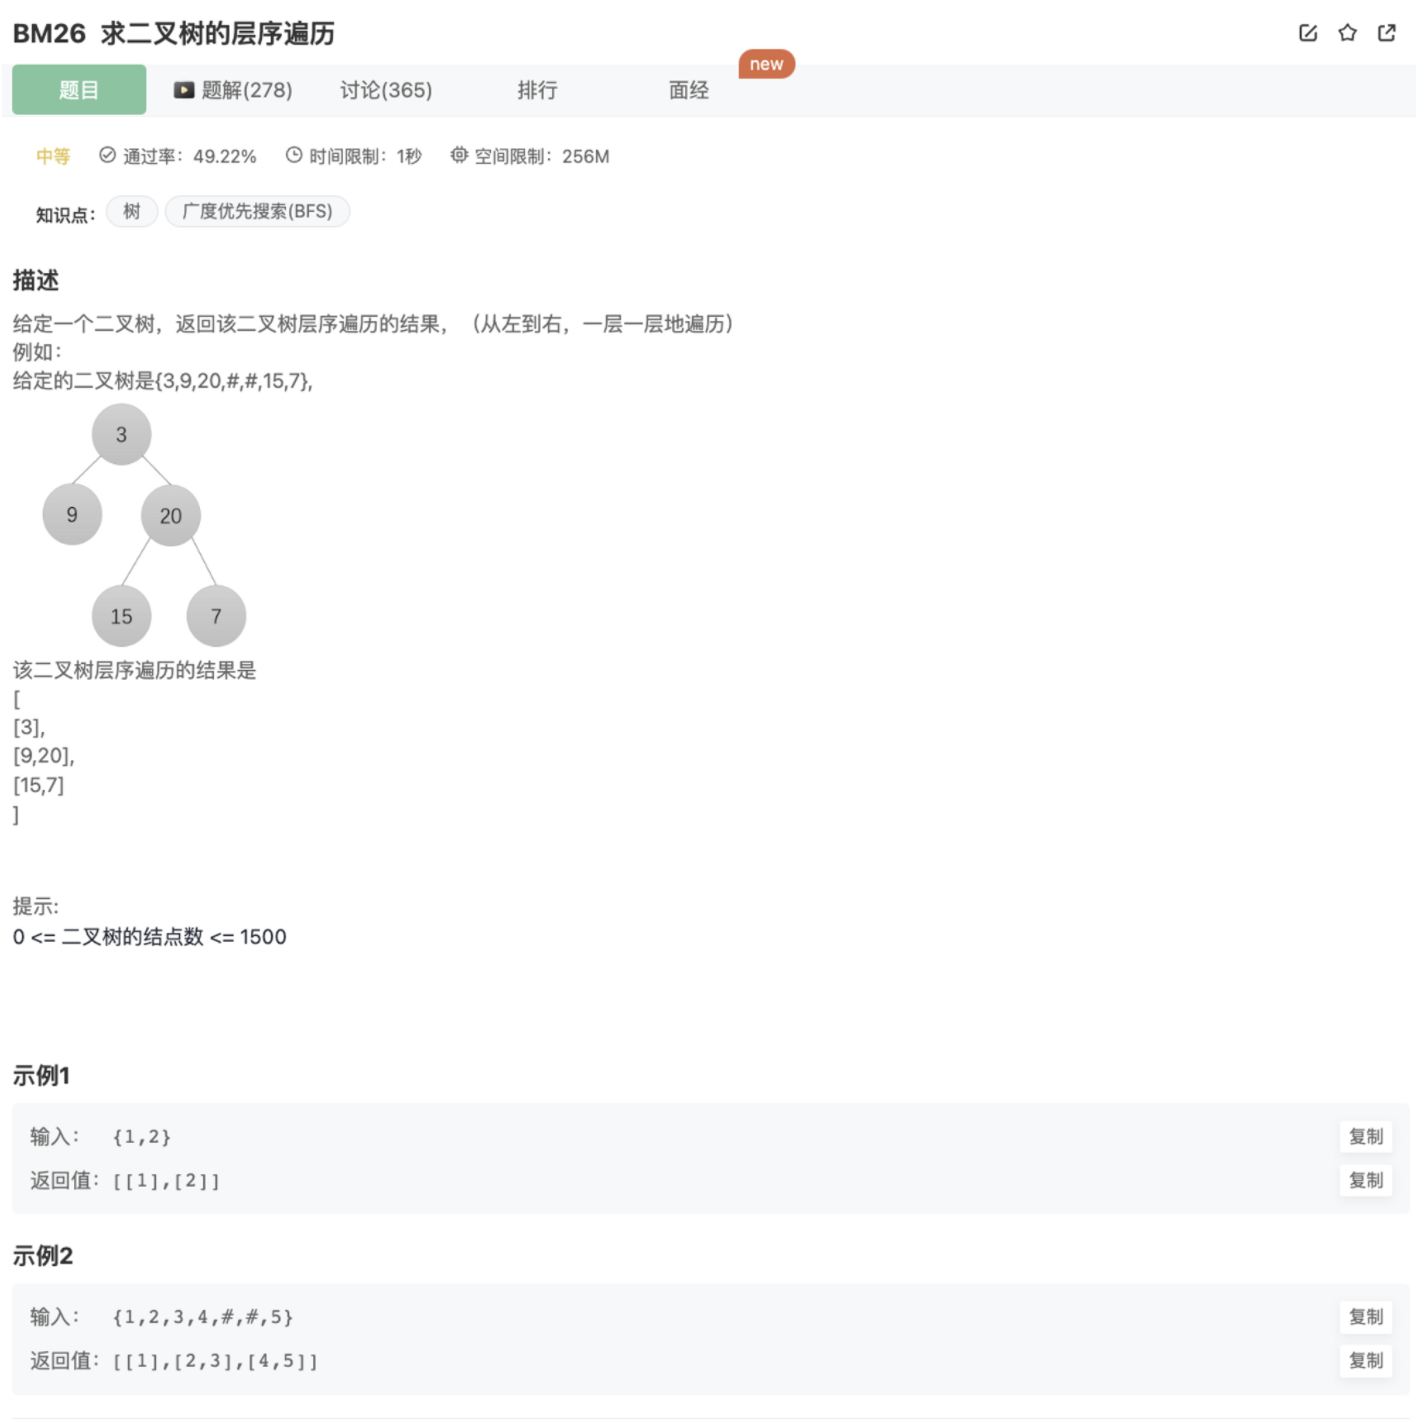 BM26 求二叉树的层序遍历
new
题目 题解(278) 讨论(365) 排行 面经
中等 通过率：49.22% 时间限制：1秒 空间限制：256M
知识点： 树 广度优先搜索(BFS)
描述
给定一个二叉树，返回该二叉树层序遍历的结果，（从左到右，一层一层地遍历）
例如：
给定的二叉树是{3,9,20,#,#,15,7},
3
9 20
15 7
该二叉树层序遍历的结果是
[
[3],
[9,20],
[15,7]
]
提示:
0 <= 二叉树的结点数 <= 1500
示例1
输入： {1,2} 复制
返回值： [[1],[2]] 复制
示例2
输入： {1,2,3,4,#,#,5} 复制
返回值： [[1],[2,3],[4,5]] 复制